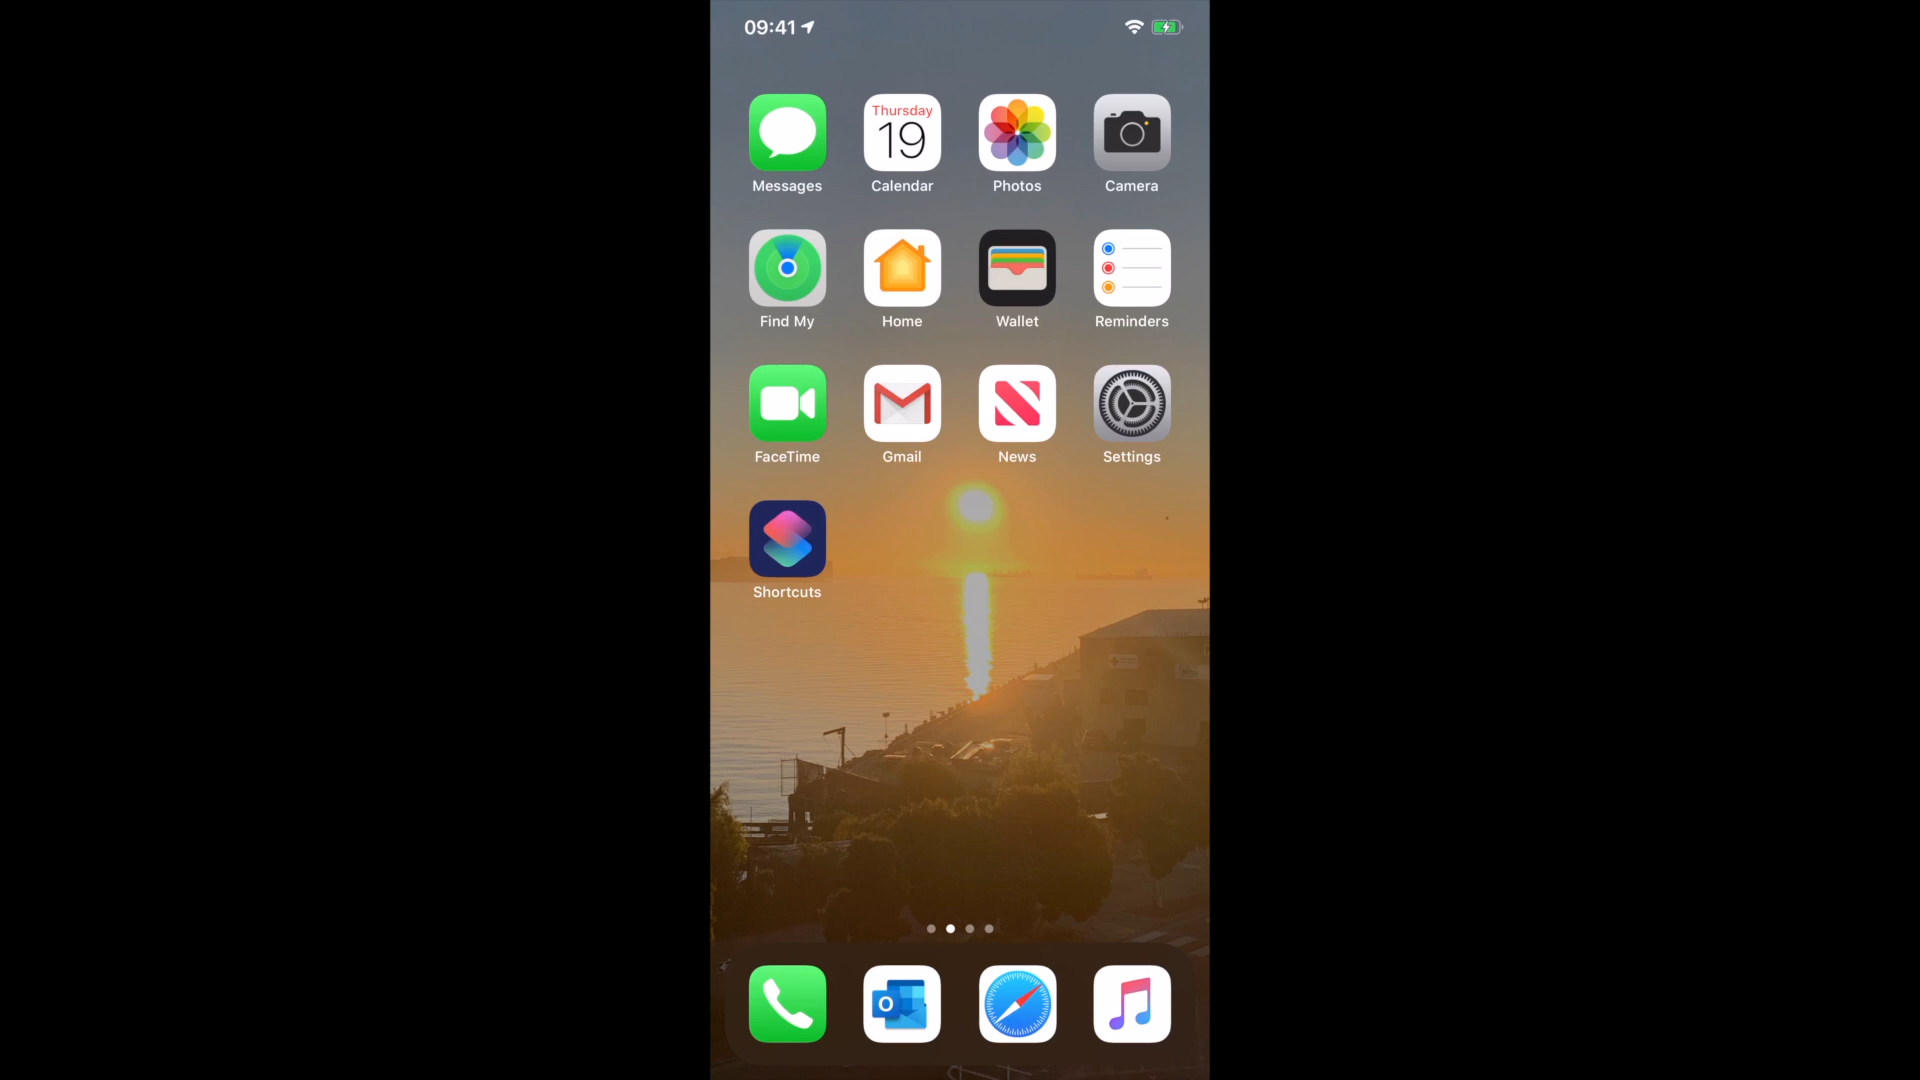 09:41
Thursday
19
Messages
Calendar
Photos
Camera
Find My
Home
Wallet
Reminders
FaceTime
Gmail
News
Settings
Shortcuts
O